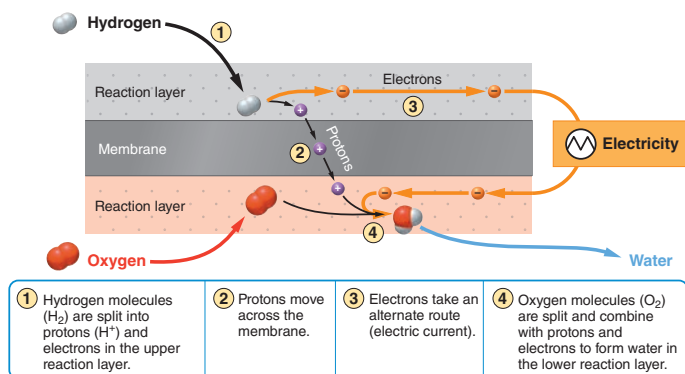 Hydrogen
1
Electrons
Reaction layer
3
Protons
2
Membrane
Electricity
Reaction layer
4
Oxygen
Water
1 Hydrogen molecules
(H₂) are split into
protons (H⁺) and
electrons in the upper
reaction layer.
2 Protons move
across the
membrane.
3 Electrons take an
alternate route
(electric current).
4 Oxygen molecules (O₂)
are split and combine
with protons and
electrons to form water in
the lower reaction layer.